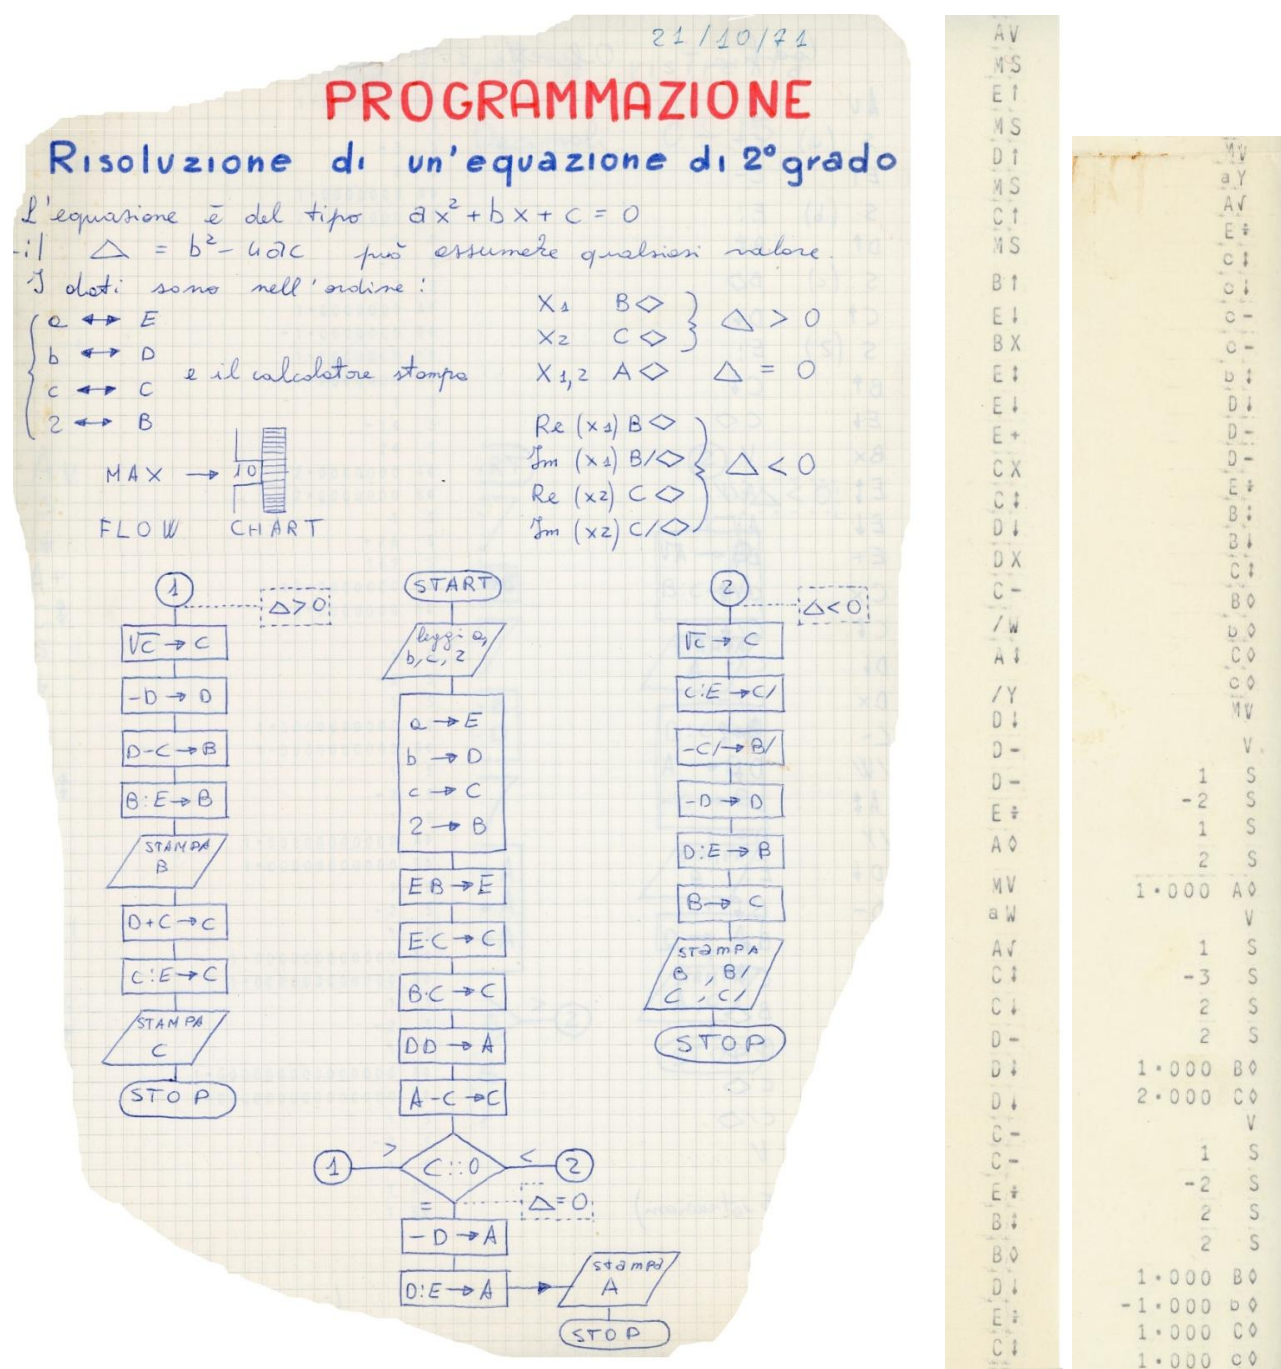 21/10/71
PROGRAMMAZIONE
Risoluzione di un'equazione di 2° grado
L'equazione è del tipo ax² + bx + c = 0
-il Δ = b² - 4ac può assumere qualsiasi valore.
I dati sono nell'ordine:
a ↔ E
b ↔ D
c ↔ C
2 ↔ B
e il calcolatore stampa
X1 B◇
X2 C◇
Δ > 0
X1,2 A◇ Δ = 0
Re (x1) B◇
Im (x1) B/◇
Re (x2) C◇
Im (x2) C/◇
Δ < 0
MAX → 10
FLOW CHART
1
Δ>0
√C → C
-D → D
D-C → B
B:E → B
STAMPA
B
D+C → C
C:E → C
STAMPA
C
STOP
START
leggi a,
b, c, 2
a → E
b → D
c → C
2 → B
EB → E
E·C → C
B·C → C
DD → A
A-C → C
C::0
> 1
< 2
=
Δ=0
-D → A
D:E → A
stampa
A
STOP
2
Δ<0
√C → C
C:E → C/
-C/ → B/
-D → D
D:E → B
B → C
STAMPA
B , B/
C , C/
STOP
AV
MS
E↑
MS
D↑
MS
C↑
MS
B↑
E↓
BX
E↕
E↓
E+
CX
C↕
D↓
DX
C-
/W
A↕
/Y
D↓
D-
D-
E÷
A◇
MV
aW
A√
C↕
C↓
D-
D↓
D↓
C-
C-
E÷
B↕
B◇
D↓
E÷
C↕
MV
aY
A√
E÷
c↕
c↓
c-
c-
b↕
D↓
D-
D-
E÷
B↕
B↓
C↕
B◇
b◇
C◇
c◇
MV
V
1 S
-2 S
1 S
2 S
1·000 A◇
V
1 S
-3 S
2 S
2 S
1·000 B◇
2·000 C◇
V
1 S
-2 S
2 S
2 S
1·000 B◇
-1·000 b◇
1·000 C◇
1·000 c◇